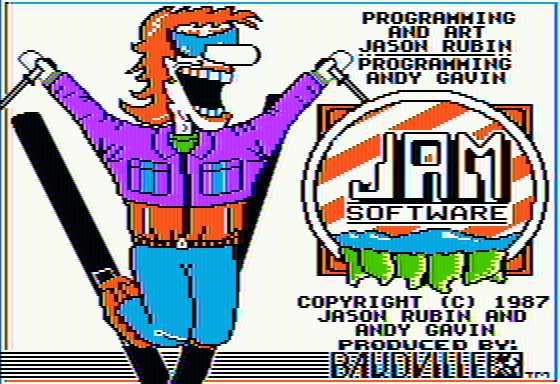 PROGRAMMING
AND ART
JASON RUBIN
PROGRAMMING
ANDY GAVIN
JAM
SOFTWARE
COPYRIGHT (C) 1987
JASON RUBIN AND
ANDY GAVIN
PRODUCED BY:
BAUDVILLE
TM